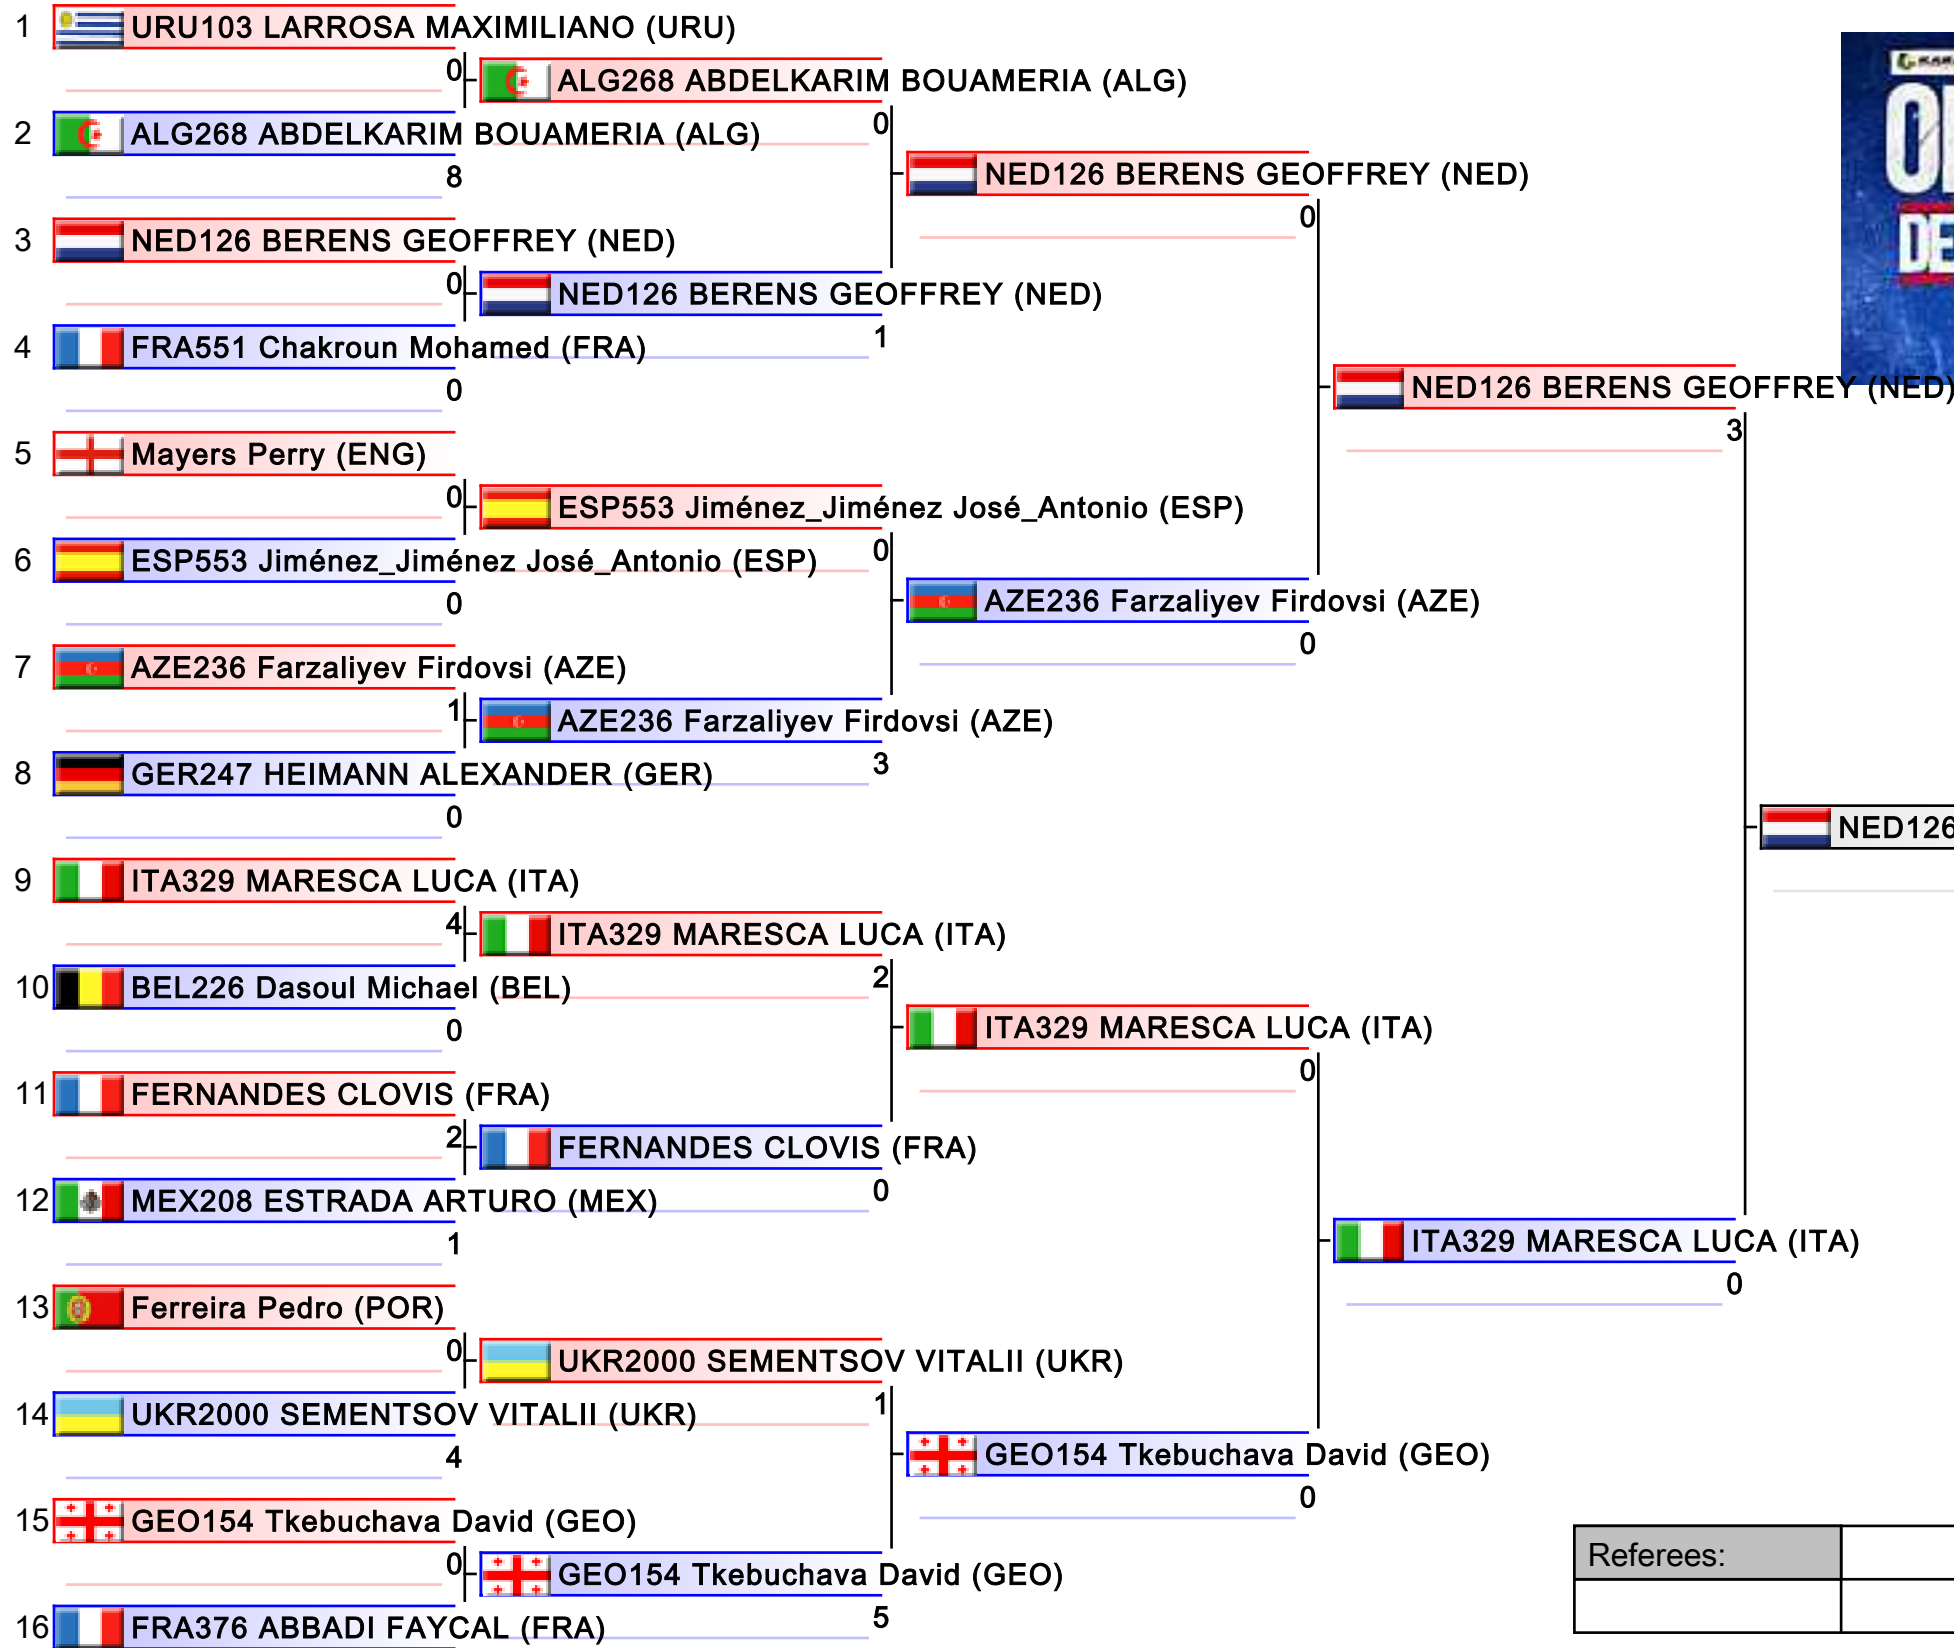 1 URU103 LARROSA MAXIMILIANO (URU)
0
2 ALG268 ABDELKARIM BOUAMERIA (ALG)
8
3 NED126 BERENS GEOFFREY (NED)
0
4 FRA551 Chakroun Mohamed (FRA)
0
5 Mayers Perry (ENG)
0
6 ESP553 Jiménez_Jiménez José_Antonio (ESP)
0
7 AZE236 Farzaliyev Firdovsi (AZE)
1
8 GER247 HEIMANN ALEXANDER (GER)
0
9 ITA329 MARESCA LUCA (ITA)
4
10 BEL226 Dasoul Michael (BEL)
0
11 FERNANDES CLOVIS (FRA)
2
12 MEX208 ESTRADA ARTURO (MEX)
1
13 Ferreira Pedro (POR)
0
14 UKR2000 SEMENTSOV VITALII (UKR)
4
15 GEO154 Tkebuchava David (GEO)
0
16 FRA376 ABBADI FAYCAL (FRA)
ALG268 ABDELKARIM BOUAMERIA (ALG)
0
NED126 BERENS GEOFFREY (NED)
1
ESP553 Jiménez_Jiménez José_Antonio (ESP)
0
AZE236 Farzaliyev Firdovsi (AZE)
3
ITA329 MARESCA LUCA (ITA)
2
FERNANDES CLOVIS (FRA)
0
UKR2000 SEMENTSOV VITALII (UKR)
1
GEO154 Tkebuchava David (GEO)
5
NED126 BERENS GEOFFREY (NED)
0
AZE236 Farzaliyev Firdovsi (AZE)
0
ITA329 MARESCA LUCA (ITA)
0
GEO154 Tkebuchava David (GEO)
0
NED126 BERENS GEOFFREY (NED)
3
ITA329 MARESCA LUCA (ITA)
0
NED126
DE
Referees: